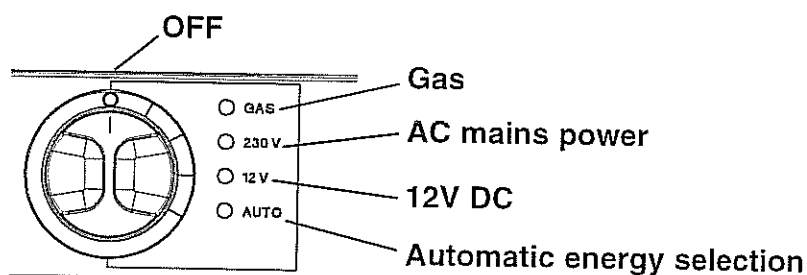 OFF
GAS
Gas
230 V
AC mains power
12 V
12V DC
AUTO
Automatic energy selection